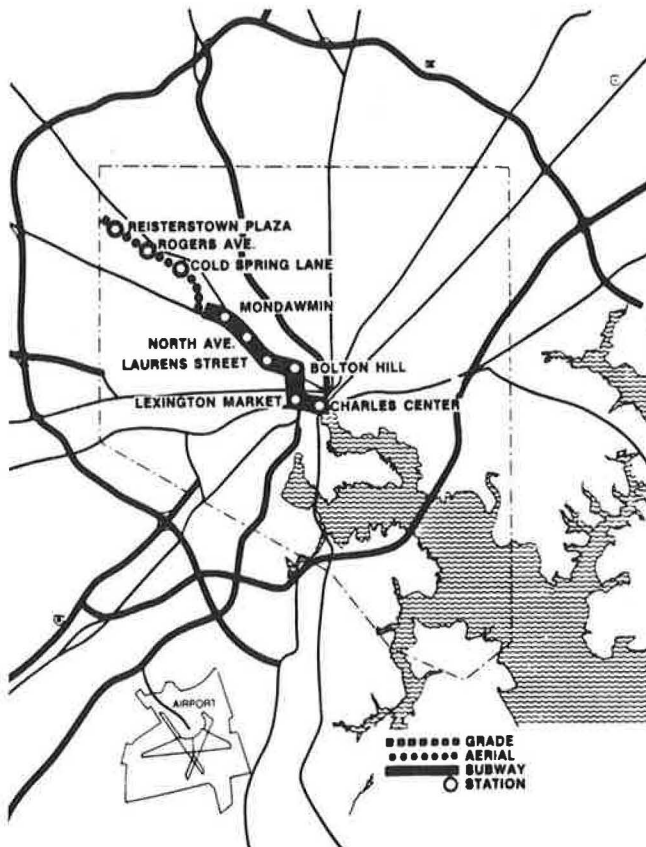 REISTERSTOWN PLAZA
ROGERS AVE.
COLD SPRING LANE
MONDAWMIN
NORTH AVE.
LAURENS STREET
BOLTON HILL
LEXINGTON MARKET
CHARLES CENTER
AIRPORT
GRADE
AERIAL
SUBWAY
STATION